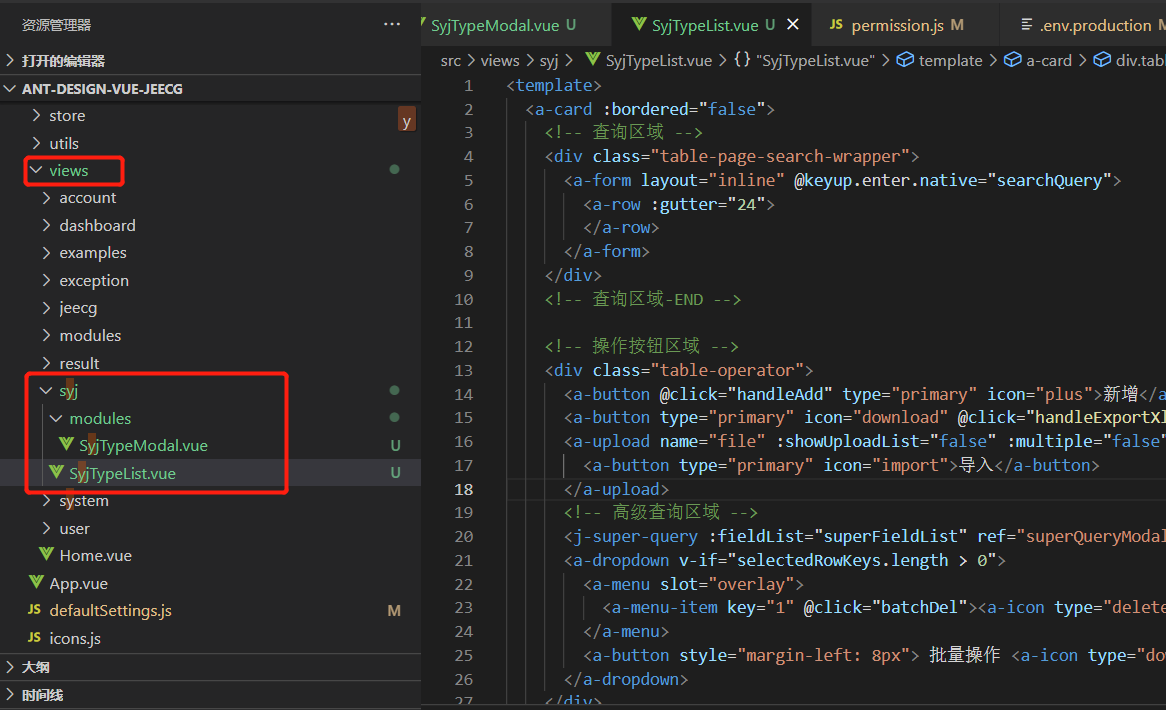 资源管理器 ···
打开的编辑器
ANT-DESIGN-VUE-JEECG
store
y
utils
views
account
dashboard
examples
exception
jeecg
modules
result
syj
modules
SyjTypeModal.vue U
SyjTypeList.vue U
system
user
Home.vue
App.vue
JS defaultSettings.js M
JS icons.js
大纲
时间线
SyjTypeModal.vue U SyjTypeList.vue U JS permission.js M .env.production M
src > views > syj > SyjTypeList.vue > {} "SyjTypeList.vue" > template > a-card > div.tabl
1 <template>
2 <a-card :bordered="false">
3 <!-- 查询区域 -->
4 <div class="table-page-search-wrapper">
5 <a-form layout="inline" @keyup.enter.native="searchQuery">
6 <a-row :gutter="24">
7 </a-row>
8 </a-form>
9 </div>
10 <!-- 查询区域-END -->
11
12 <!-- 操作按钮区域 -->
13 <div class="table-operator">
14 <a-button @click="handleAdd" type="primary" icon="plus">新增</a
15 <a-button type="primary" icon="download" @click="handleExportXl
16 <a-upload name="file" :showUploadList="false" :multiple="false"
17 <a-button type="primary" icon="import">导入</a-button>
18 </a-upload>
19 <!-- 高级查询区域 -->
20 <j-super-query :fieldList="superFieldList" ref="superQueryModal
21 <a-dropdown v-if="selectedRowKeys.length > 0">
22 <a-menu slot="overlay">
23 <a-menu-item key="1" @click="batchDel"><a-icon type="delete
24 </a-menu>
25 <a-button style="margin-left: 8px"> 批量操作 <a-icon type="do
26 </a-dropdown>
27 </div>